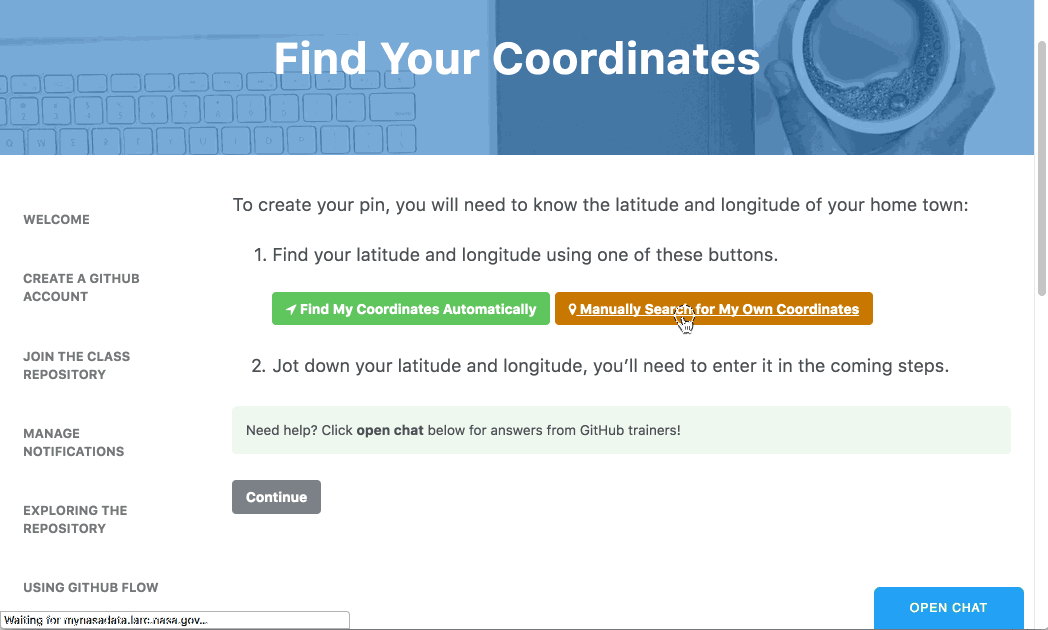 Find Your Coordinates
WELCOME
CREATE A GITHUB
ACCOUNT
JOIN THE CLASS
REPOSITORY
MANAGE
NOTIFICATIONS
EXPLORING THE
REPOSITORY
USING GITHUB FLOW
To create your pin, you will need to know the latitude and longitude of your home town:
1. Find your latitude and longitude using one of these buttons.
Find My Coordinates Automatically
Manually Search for My Own Coordinates
2. Jot down your latitude and longitude, you’ll need to enter it in the coming steps.
Need help? Click open chat below for answers from GitHub trainers!
Continue
OPEN CHAT
Waiting for mynasadata.larc.nasa.gov...